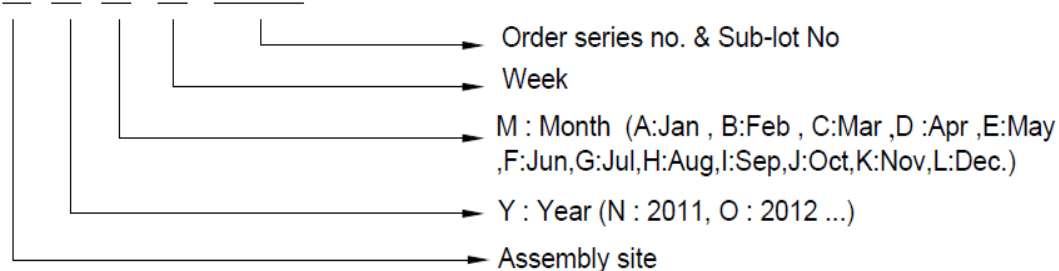 Order series no. & Sub-lot No
Week
M : Month (A:Jan , B:Feb , C:Mar ,D :Apr ,E:May
,F:Jun,G:Jul,H:Aug,I:Sep,J:Oct,K:Nov,L:Dec.)
Y : Year (N : 2011, O : 2012 ...)
Assembly site